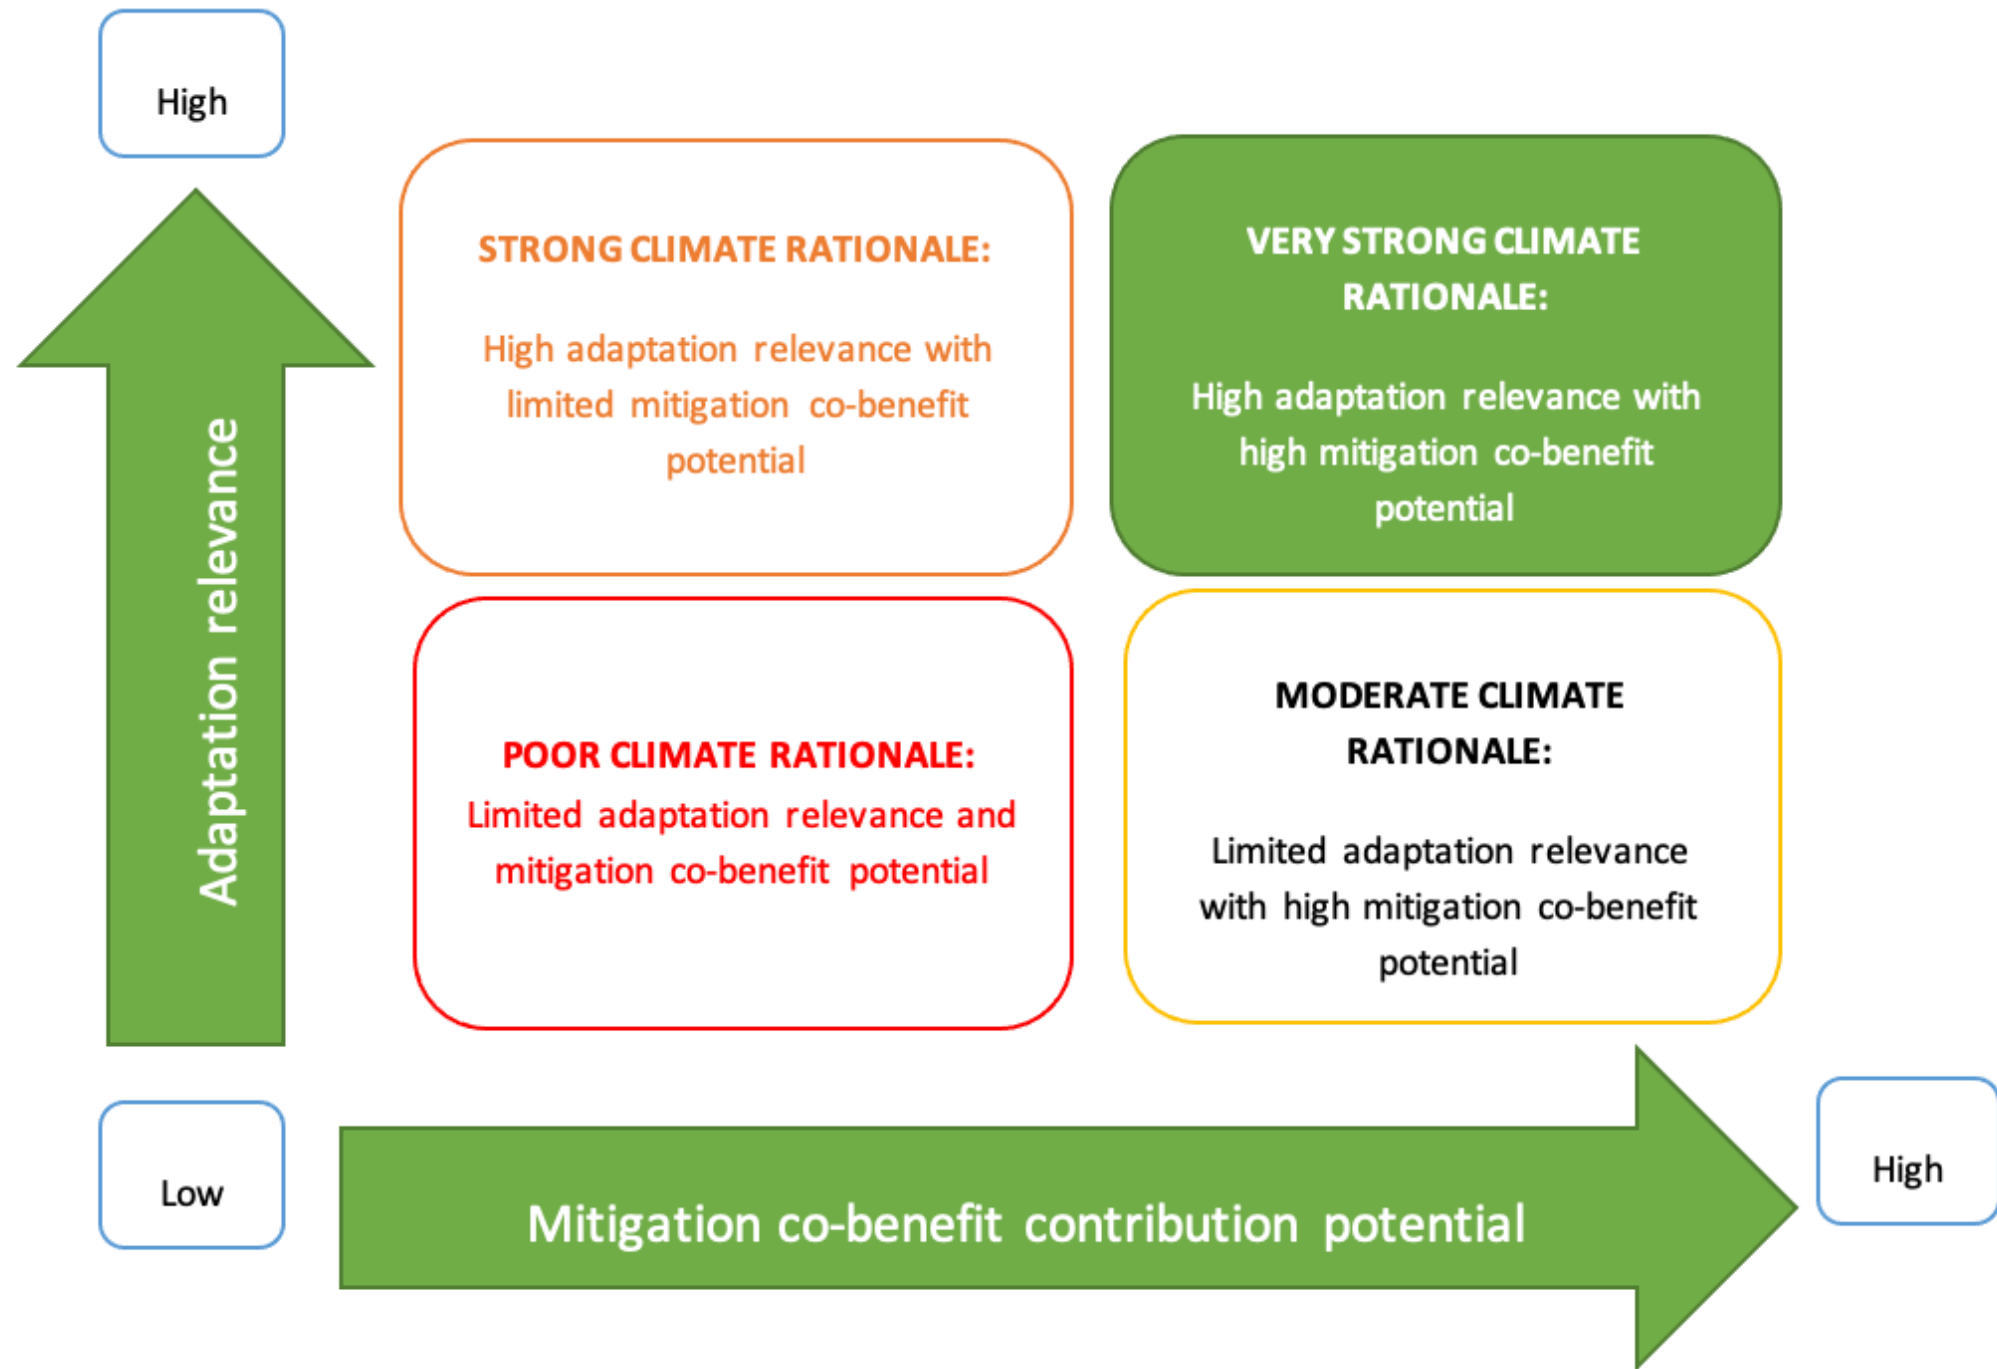 High
STRONG CLIMATE RATIONALE:
High adaptation relevance with
limited mitigation co-benefit
potential
VERY STRONG CLIMATE
RATIONALE:
High adaptation relevance with
high mitigation co-benefit
potential
Adaptation relevance
POOR CLIMATE RATIONALE:
Limited adaptation relevance and
mitigation co-benefit potential
MODERATE CLIMATE
RATIONALE:
Limited adaptation relevance
with high mitigation co-benefit
potential
Low
Mitigation co-benefit contribution potential
High